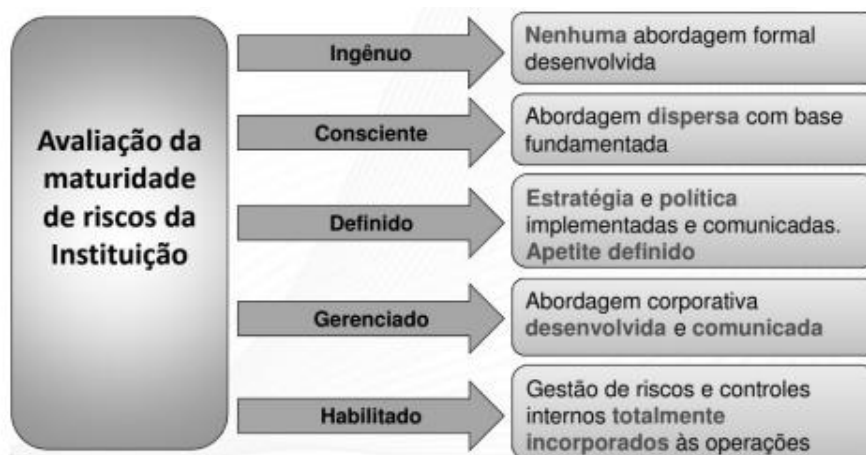 Avaliação da
maturidade
de riscos da
Instituição
Ingênuo
Nenhuma abordagem formal
desenvolvida
Consciente
Abordagem dispersa com base
fundamentada
Definido
Estratégia e política
implementadas e comunicadas.
Apetite definido
Gerenciado
Abordagem corporativa
desenvolvida e comunicada
Habilitado
Gestão de riscos e controles
internos totalmente
incorporados às operações